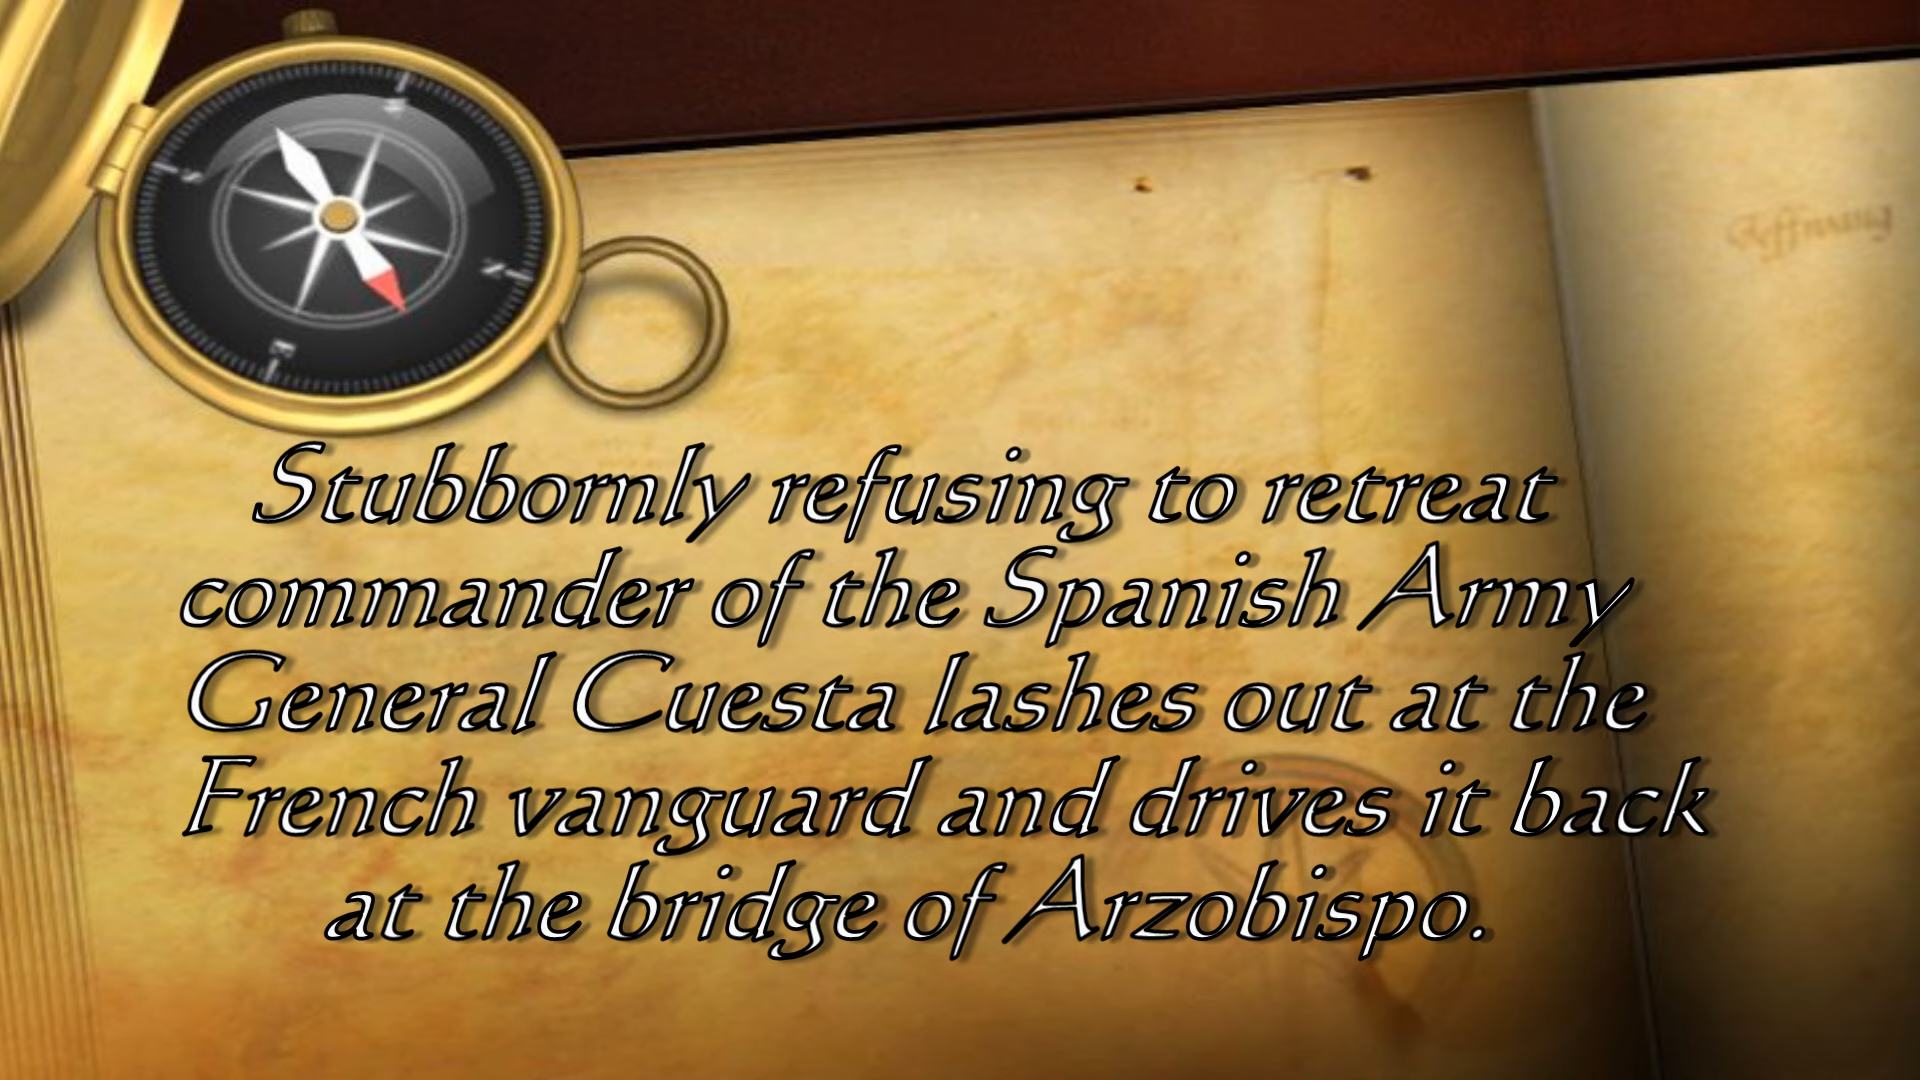 Stubbornly refusing to retreat
commander of the Spanish Army
General Cuesta lashes out at the
French vanguard and drives it back
at the bridge of Arzobispo.